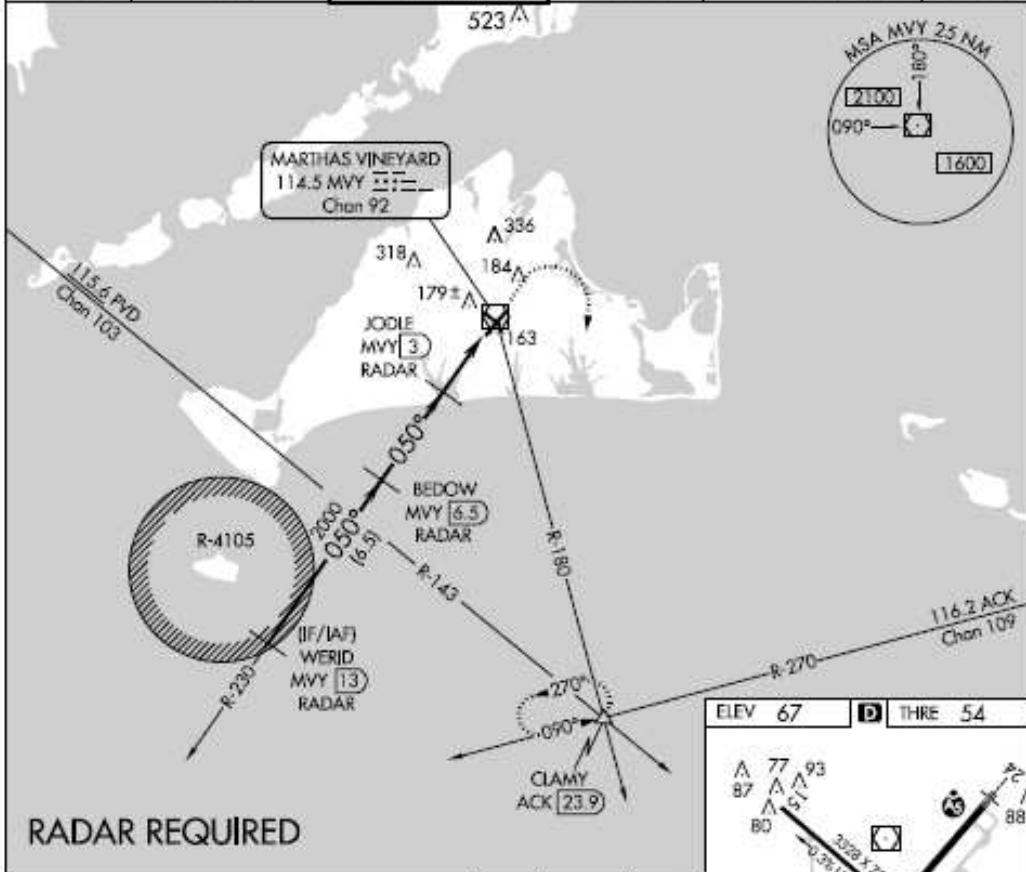 523
MSA MVY 25 NM
180°
2100
090°
1600
MARTHAS VINEYARD
114.5 MVY
Chan 92
336
318
184
179±
163
115.6 PVD
Chan 103
JODLE
MVY 3
RADAR
050°
BEDOW
MVY 6.5
RADAR
2000
050°
(6.5)
R-4105
R-143
R-180
(IF/IAF)
WERID
MVY 13
RADAR
R-230
116.2 ACK
Chan 109
R-270
270°
090°
CLAMY
ACK 23.9
RADAR REQUIRED
ELEV 67
D
THRE 54
77
93
87
80
15
24
88
A5